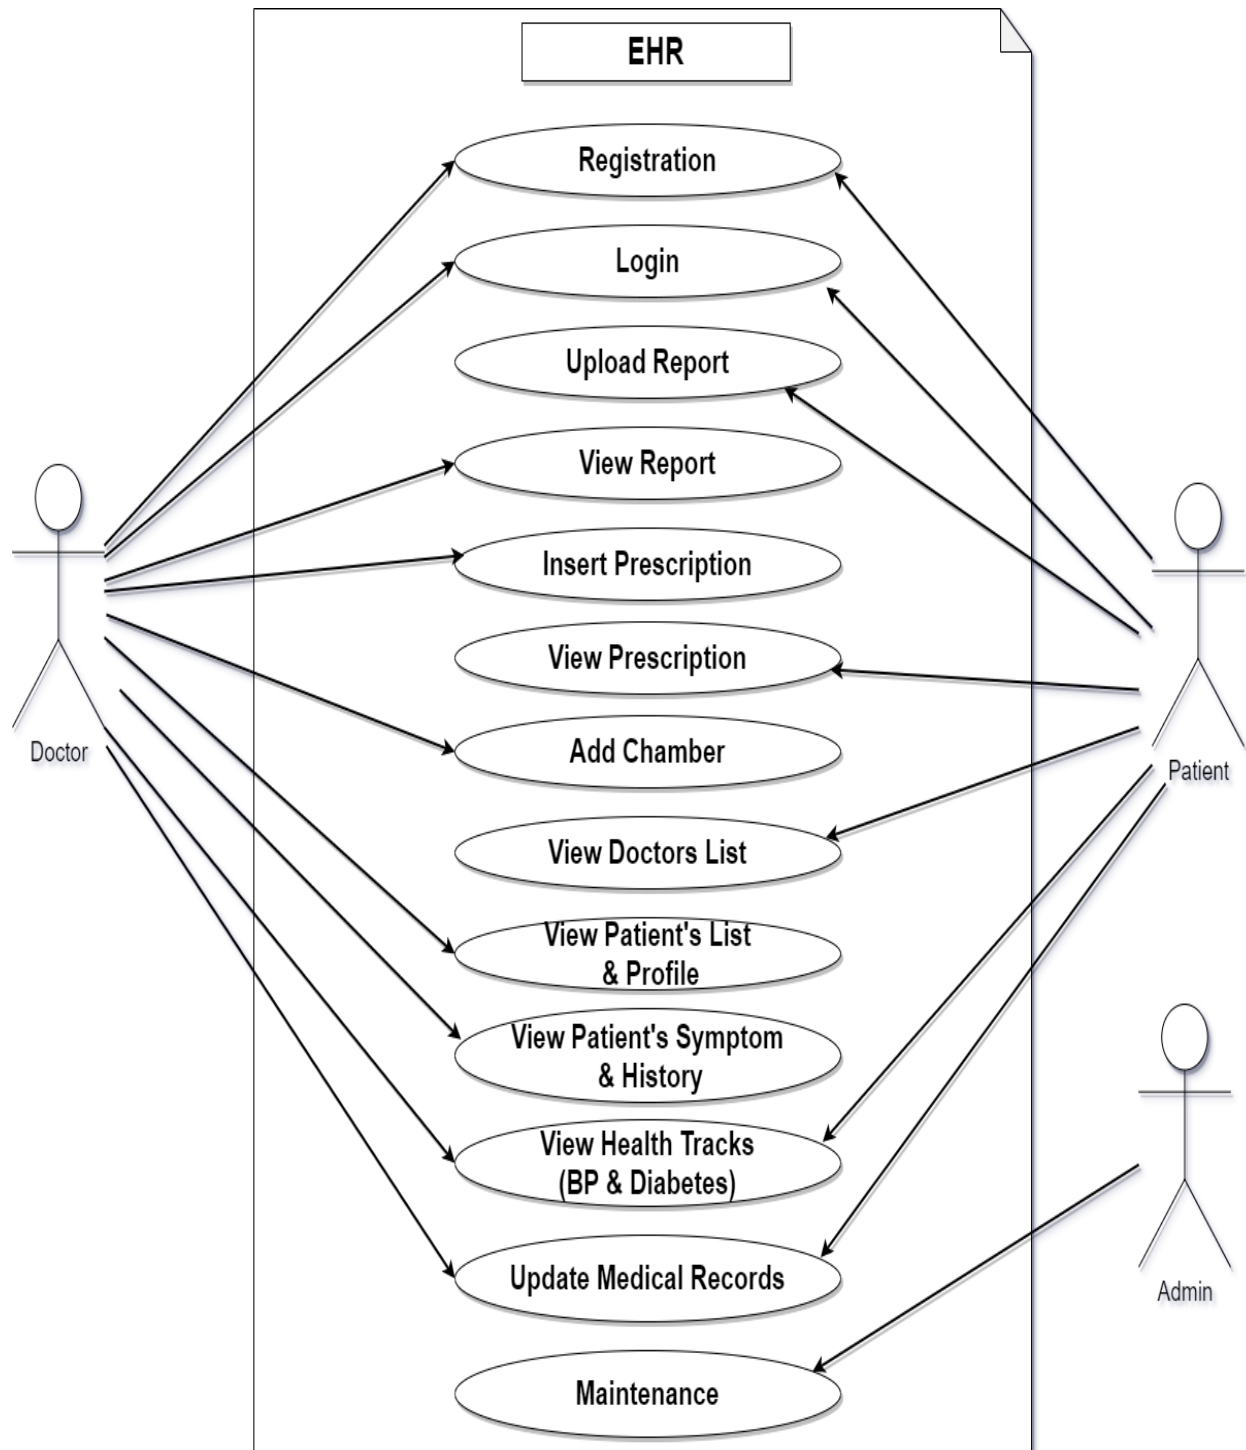 EHR
Registration
Login
Upload Report
View Report
Insert Prescription
View Prescription
Add Chamber
View Doctors List
View Patient's List
& Profile
View Patient's Symptom
& History
View Health Tracks
(BP & Diabetes)
Update Medical Records
Maintenance
Doctor
Patient
Admin